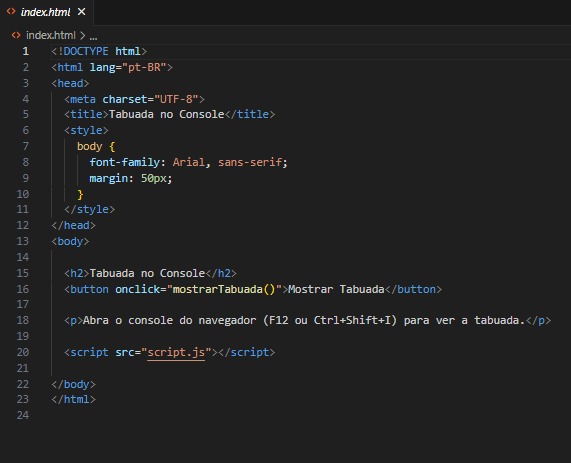 index.html
index.html > ...
1 <!DOCTYPE html>
2 <html lang="pt-BR">
3 <head>
4 <meta charset="UTF-8">
5 <title>Tabuada no Console</title>
6 <style>
7 body {
8 font-family: Arial, sans-serif;
9 margin: 50px;
10 }
11 </style>
12 </head>
13 <body>
14
15 <h2>Tabuada no Console</h2>
16 <button onclick="mostrarTabuada()">Mostrar Tabuada</button>
17
18 <p>Abra o console do navegador (F12 ou Ctrl+Shift+I) para ver a tabuada.</p>
19
20 <script src="script.js"></script>
21
22 </body>
23 </html>
24